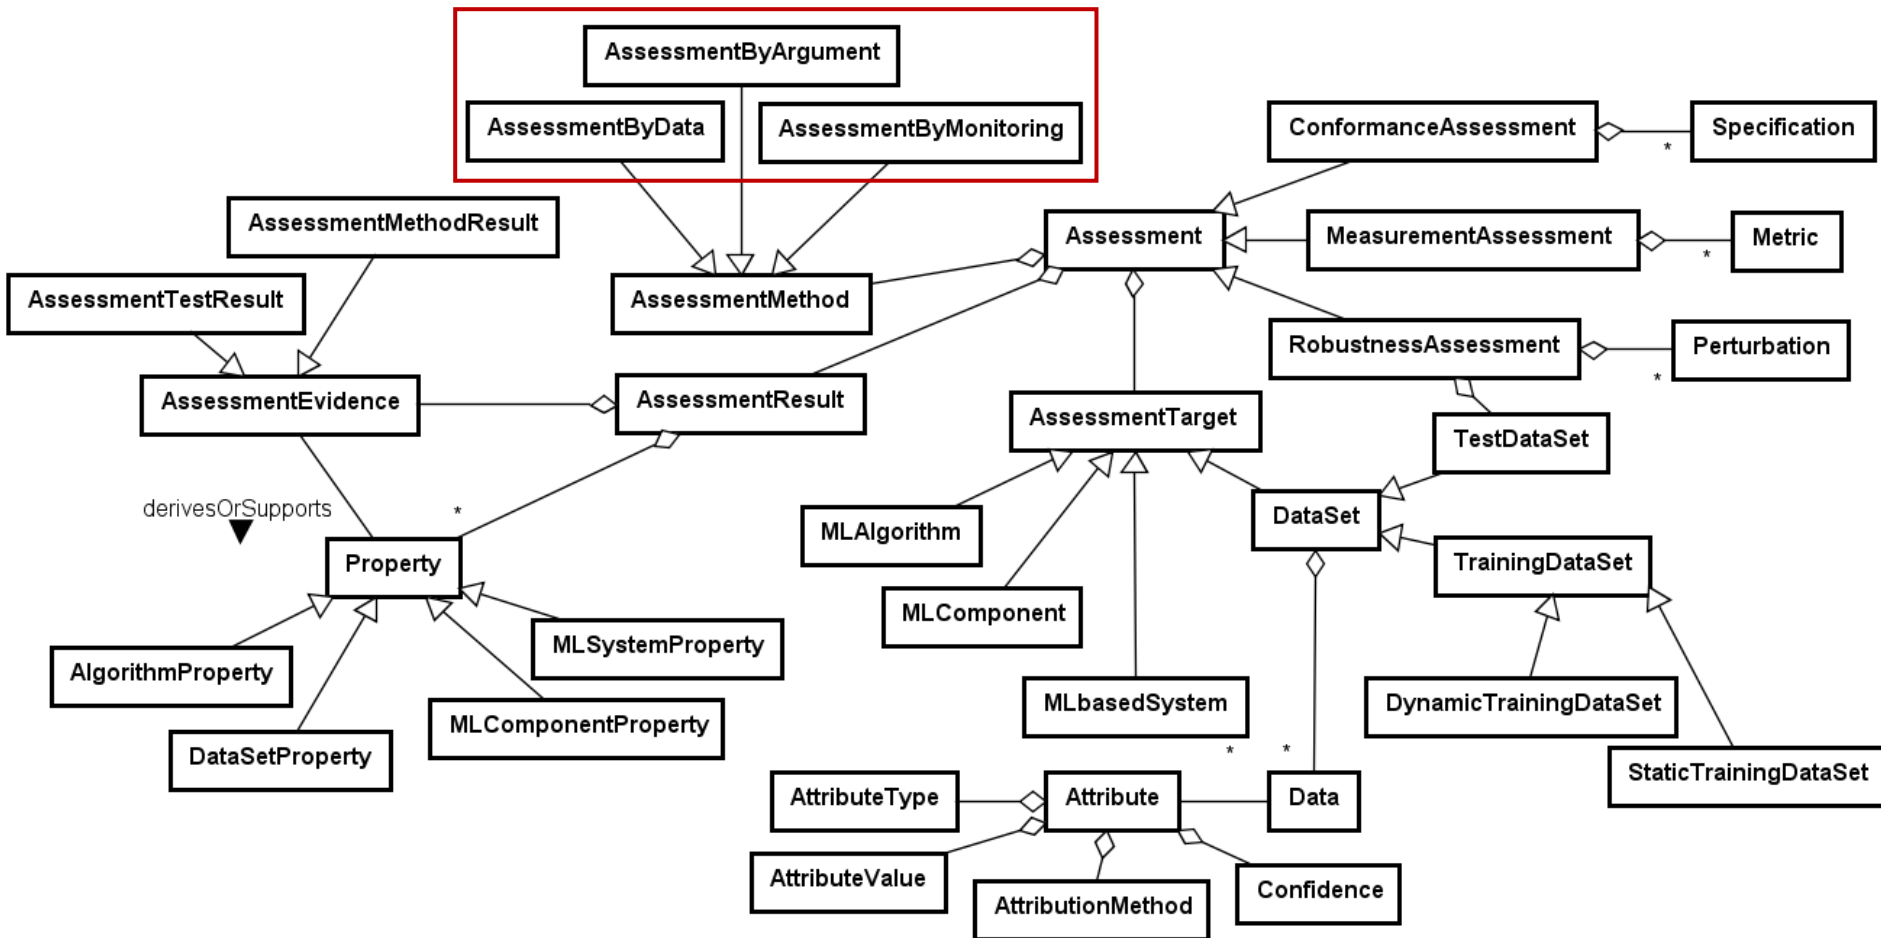 AssessmentByArgument
AssessmentByData
AssessmentByMonitoring
ConformanceAssessment
Specification
*
AssessmentMethodResult
Assessment
MeasurementAssessment
Metric
*
AssessmentTestResult
AssessmentMethod
RobustnessAssessment
Perturbation
*
AssessmentEvidence
AssessmentResult
AssessmentTarget
TestDataSet
derivesOrSupports
*
MLAlgorithm
DataSet
Property
TrainingDataSet
MLComponent
MLSystemProperty
AlgorithmProperty
MLComponentProperty
MLbasedSystem
DynamicTrainingDataSet
DataSetProperty
*
*
StaticTrainingDataSet
AttributeType
Attribute
Data
AttributeValue
AttributionMethod
Confidence